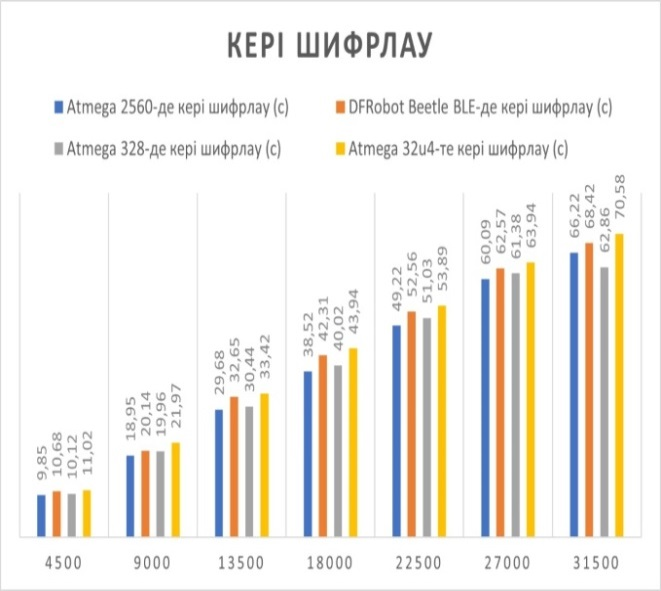 КЕРІ ШИФРЛАУ
Atmega 2560-де кері шифрлау (с) DFRobot Beetle BLE-де кері шифрлау (с)
Atmega 328-де кері шифрлау (с) Atmega 32u4-те кері шифрлау (с)
9,85 10,68 10,12 11,02
18,95 20,14 19,96 21,97
29,68 32,65 30,44 33,42
38,52 42,31 40,02 43,94
49,22 52,56 51,03 53,89
60,09 62,57 61,38 63,94
66,22 68,42 62,86 70,58
4500 9000 13500 18000 22500 27000 31500